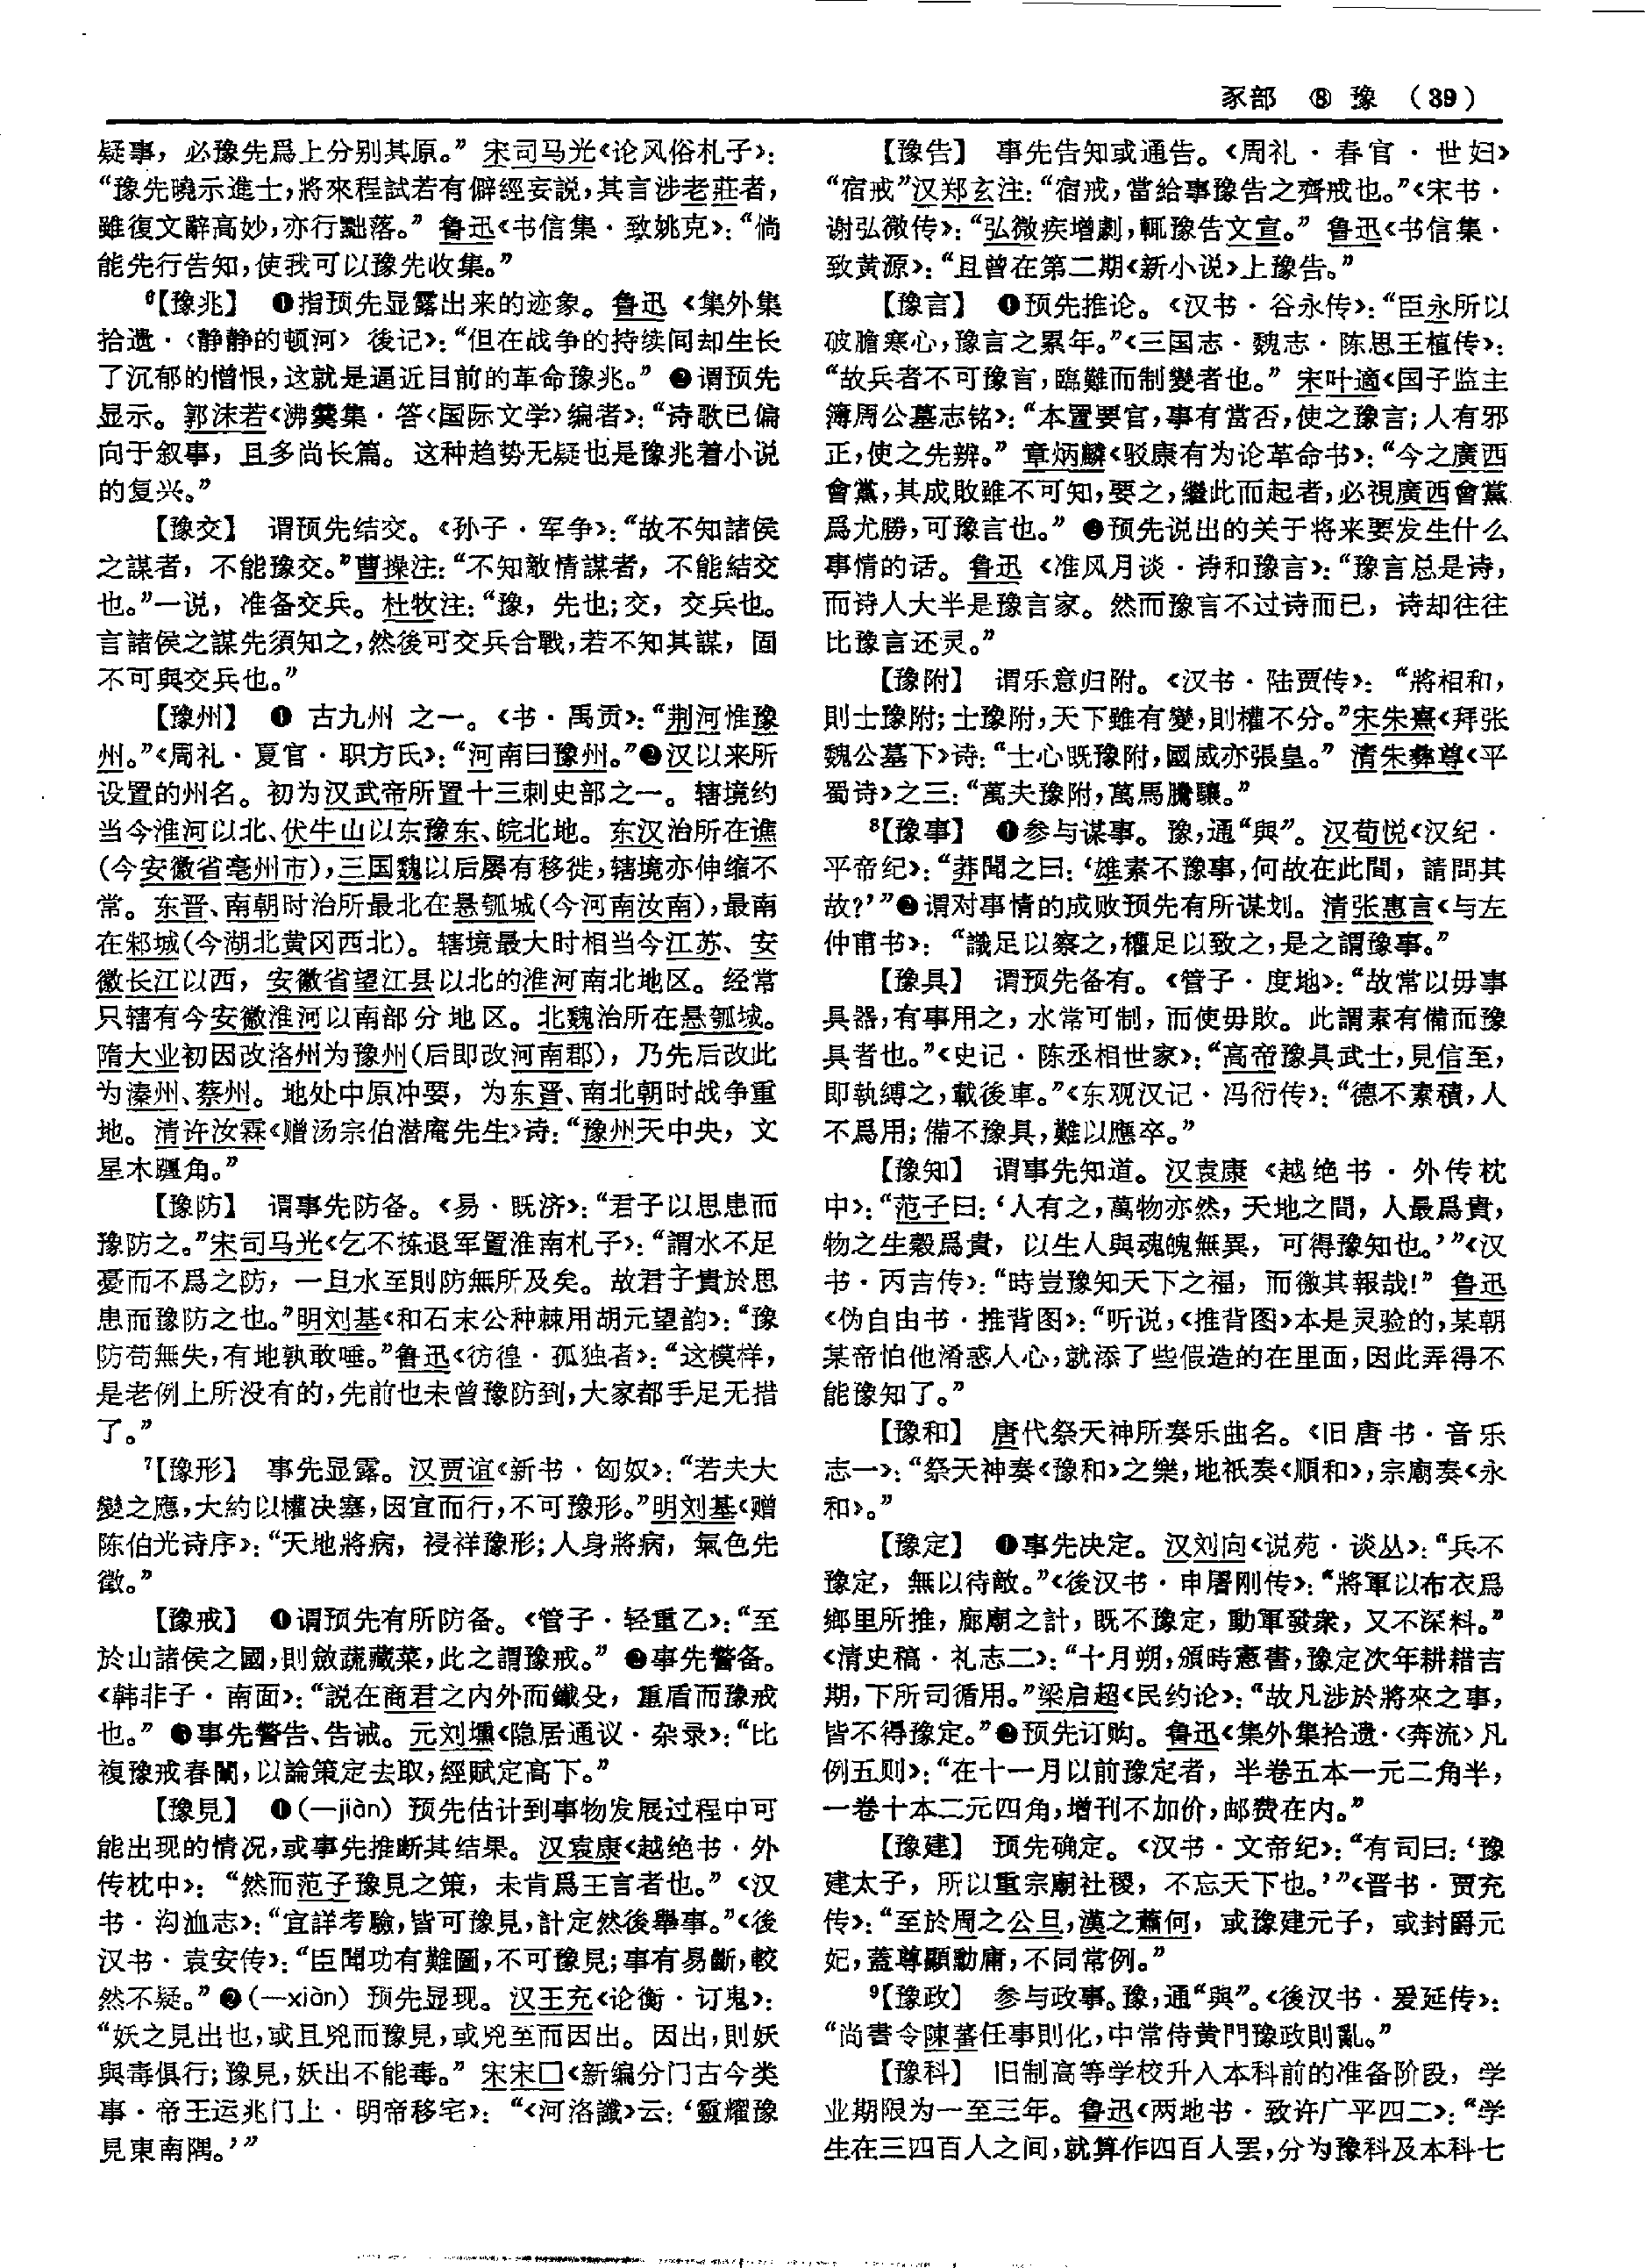 豕部　⑧　豫　（39）
疑事，必豫先爲上分别其原。”宋司马光《论风俗札子》：
“豫先曉示進士，將來程試若有僻經妄説，其言涉老莊者，
雖復文辭高妙，亦行黜落。”鲁迅《书信集·致姚克》：“倘
能先行告知，使我可以豫先收集。”
⁶【豫兆】　❶指预先显露出来的迹象。鲁迅《集外集
拾遗·〈静静的顿河〉後记》：“但在战争的持续间却生长
了沉郁的憎恨，这就是逼近目前的革命豫兆。”❷谓预先
显示。郭沫若《沸羹集·答〈国际文学〉编者》：“诗歌已偏
向于叙事，且多尚长篇。这种趋势无疑也是豫兆着小说
的复兴。”
【豫交】　谓预先结交。《孙子·军争》：“故不知諸侯
之謀者，不能豫交。”曹操注：“不知敵情謀者，不能結交
也。”一说，准备交兵。杜牧注：“豫，先也；交，交兵也。
言諸侯之謀先須知之，然後可交兵合戰，若不知其謀，固
不可與交兵也。”
【豫州】　❶古九州之一。《书·禹贡》：“荆河惟豫
州。”《周礼·夏官·职方氏》：“河南曰豫州。”❷汉以来所
设置的州名。初为汉武帝所置十三刺史部之一。辖境约
当今淮河以北、伏牛山以东豫东、皖北地。东汉治所在谯
（今安徽省亳州市），三国魏以后屡有移徙，辖境亦伸缩不
常。东晋、南朝时治所最北在悬瓠城（今河南汝南），最南
在邾城（今湖北黄冈西北）。辖境最大时相当今江苏、安
徽长江以西，安徽省望江县以北的淮河南北地区。经常
只辖有今安徽淮河以南部分地区。北魏治所在悬瓠城。
隋大业初因改洛州为豫州（后即改河南郡），乃先后改此
为溱州、蔡州。地处中原冲要，为东晋、南北朝时战争重
地。清许汝霖《赠汤宗伯潜庵先生》诗：“豫州天中央，文
星木躔角。”
【豫防】　谓事先防备。《易·既济》：“君子以思患而
豫防之。”宋司马光《乞不拣退军置淮南札子》：“謂水不足
憂而不爲之防，一旦水至則防無所及矣。故君子貴於思
患而豫防之也。”明刘基《和石末公种棘用胡元望韵》：“豫
防苟無失，有地孰敢唾。”鲁迅《彷徨·孤独者》：“这模样，
是老例上所没有的，先前也未曾豫防到，大家都手足无措
了。”
⁷【豫形】　事先显露。汉贾谊《新书·匈奴》：“若夫大
變之應，大約以權决塞，因宜而行，不可豫形。”明刘基《赠
陈伯光诗序》：“天地將病，祲祥豫形；人身將病，氣色先
徵。”
【豫戒】　❶谓预先有所防备。《管子·轻重乙》：“至
於山諸侯之國，則斂蔬藏菜，此之謂豫戒。”❷事先警备。
《韩非子·南面》：“説在商君之内外而鐵殳，重盾而豫戒
也。”❸事先警告、告诫。元刘壎《隐居通议·杂录》：“比
複豫戒春闈，以論策定去取，經賦定高下。”
【豫見】　❶（—jiàn）预先估计到事物发展过程中可
能出现的情况，或事先推断其结果。汉袁康《越绝书·外
传枕中》：“然而范子豫見之策，未肯爲王言者也。”《汉
书·沟洫志》：“宜詳考驗，皆可豫見，計定然後舉事。”《後
汉书·袁安传》：“臣聞功有難圖，不可豫見；事有易斷，較
然不疑。”❷（—xiàn）预先显现。汉王充《论衡·订鬼》：
“妖之見出也，或且兇而豫見，或兇至而因出。因出，則妖
與毒俱行；豫見，妖出不能毒。”宋宋□《新编分门古今类
事·帝王运兆门上·明帝移宅》：“《河洛讖》云：‘靈耀豫
見東南隅。’”
【豫告】　事先告知或通告。《周礼·春官·世妇》
“宿戒”汉郑玄注：“宿戒，當給事豫告之齊戒也。”《宋书·
谢弘微传》：“弘微疾增劇，輒豫告文宣。”鲁迅《书信集·
致黄源》：“且曾在第二期《新小说》上豫告。”
【豫言】　❶预先推论。《汉书·谷永传》：“臣永所以
破膽寒心，豫言之累年。”《三国志·魏志·陈思王植传》：
“故兵者不可豫言，臨難而制變者也。”宋叶適《国子监主
簿周公墓志铭》：“本置要官，事有當否，使之豫言；人有邪
正，使之先辨。”章炳麟《驳康有为论革命书》：“今之廣西
會黨，其成敗雖不可知，要之，繼此而起者，必視廣西會黨
爲尤勝，可豫言也。”❷预先说出的关于将来要发生什么
事情的话。鲁迅《准风月谈·诗和豫言》：“豫言总是诗，
而诗人大半是豫言家。然而豫言不过诗而已，诗却往往
比豫言还灵。”
【豫附】　谓乐意归附。《汉书·陆贾传》：“將相和，
則士豫附；士豫附，天下雖有變，則權不分。”宋朱熹《拜张
魏公墓下》诗：“士心既豫附，國威亦張皇。”清朱彝尊《平
蜀诗》之三：“萬夫豫附，萬馬騰驤。”
⁸【豫事】　❶参与谋事。豫，通“與”。汉荀悦《汉纪·
平帝纪》：“莽聞之曰：‘雄素不豫事，何故在此間，請問其
故？’”❷谓对事情的成败预先有所谋划。清张惠言《与左
仲甫书》：“識足以察之，權足以致之，是之謂豫事。”
【豫具】　谓预先备有。《管子·度地》：“故常以毋事
具器，有事用之，水常可制，而使毋敗。此謂素有備而豫
具者也。”《史记·陈丞相世家》：“高帝豫具武士，見信至，
即執縛之，載後車。”《东观汉记·冯衍传》：“德不素積，人
不爲用；備不豫具，難以應卒。”
【豫知】　谓事先知道。汉袁康《越绝书·外传枕
中》：“范子曰：‘人有之，萬物亦然，天地之間，人最爲貴，
物之生穀爲貴，以生人與魂魄無異，可得豫知也。’”《汉
书·丙吉传》：“時豈豫知天下之福，而徼其報哉！”鲁迅
《伪自由书·推背图》：“听说，《推背图》本是灵验的，某朝
某帝怕他淆惑人心，就添了些假造的在里面，因此弄得不
能豫知了。”
【豫和】　唐代祭天神所奏乐曲名。《旧唐书·音乐
志一》：“祭天神奏《豫和》之樂，地祇奏《順和》，宗廟奏《永
和》。”
【豫定】　❶事先决定。汉刘向《说苑·谈丛》：“兵不
豫定，無以待敵。”《後汉书·申屠刚传》：“將軍以布衣爲
鄉里所推，廊廟之計，既不豫定，動軍發衆，又不深料。”
《清史稿·礼志二》：“十月朔，頒時憲書，豫定次年耕耤吉
期，下所司循用。”梁启超《民约论》：“故凡涉於將來之事，
皆不得豫定。”❷预先订购。鲁迅《集外集拾遗·〈奔流〉凡
例五则》：“在十一月以前豫定者，半卷五本一元二角半，
一卷十本二元四角，增刊不加价，邮费在内。”
【豫建】　预先确定。《汉书·文帝纪》：“有司曰：‘豫
建太子，所以重宗廟社稷，不忘天下也。’”《晋书·贾充
传》：“至於周之公旦，漢之蕭何，或豫建元子，或封爵元
妃，蓋尊顯勳庸，不同常例。”
⁹【豫政】　参与政事。豫，通“與”。《後汉书·爰延传》：
“尚書令陳蕃任事則化，中常侍黄門豫政則亂。”
【豫科】　旧制高等学校升入本科前的准备阶段，学
业期限为一至三年。鲁迅《两地书·致许广平四二》：“学
生在三四百人之间，就算作四百人罢，分为豫科及本科七